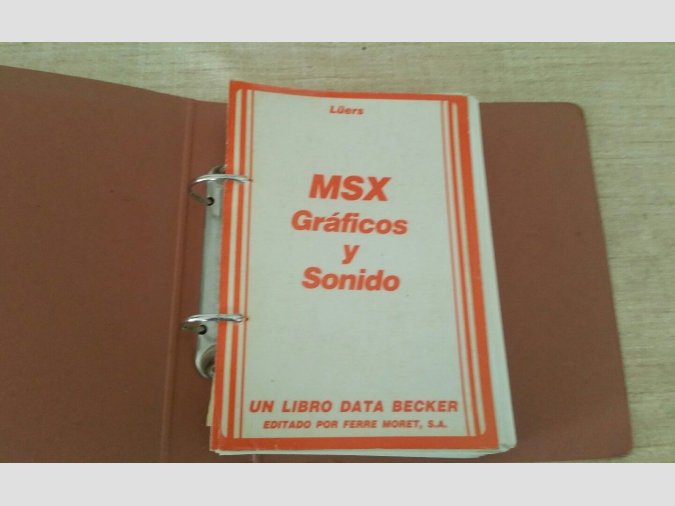 Lüers
MSX
Gráficos
y
Sonido
UN LIBRO DATA BECKER
EDITADO POR FERRE MORET, S.A.